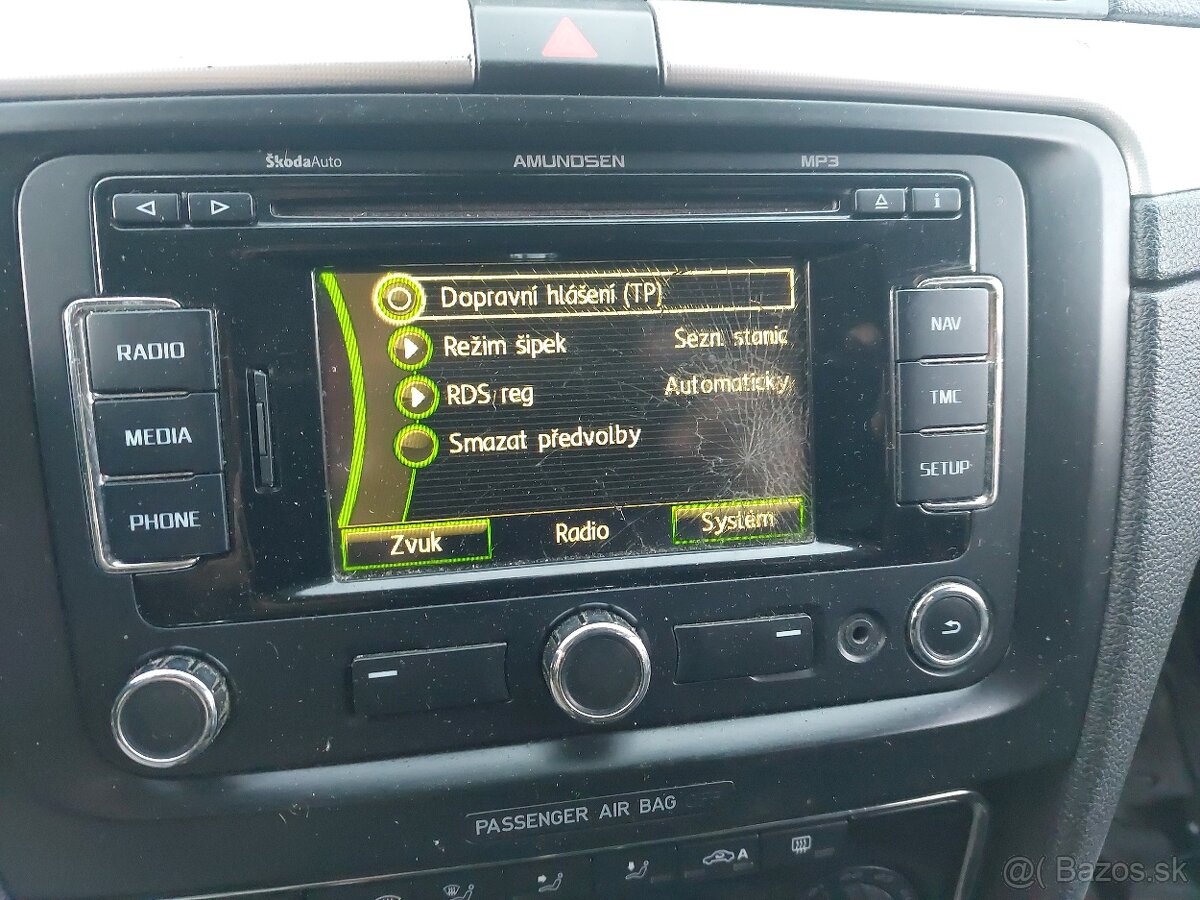 ŠkodaAuto AMUNDSEN MP3
i
Dopravní hlášení (TP)
Režim šipek Sezn. stanic
RDS reg Automaticky
Smazat předvolby
Zvuk Radio Systém
RADIO
MEDIA
PHONE
NAV
TMC
SETUP
PASSENGER AIR BAG
A
@( Bazos.sk